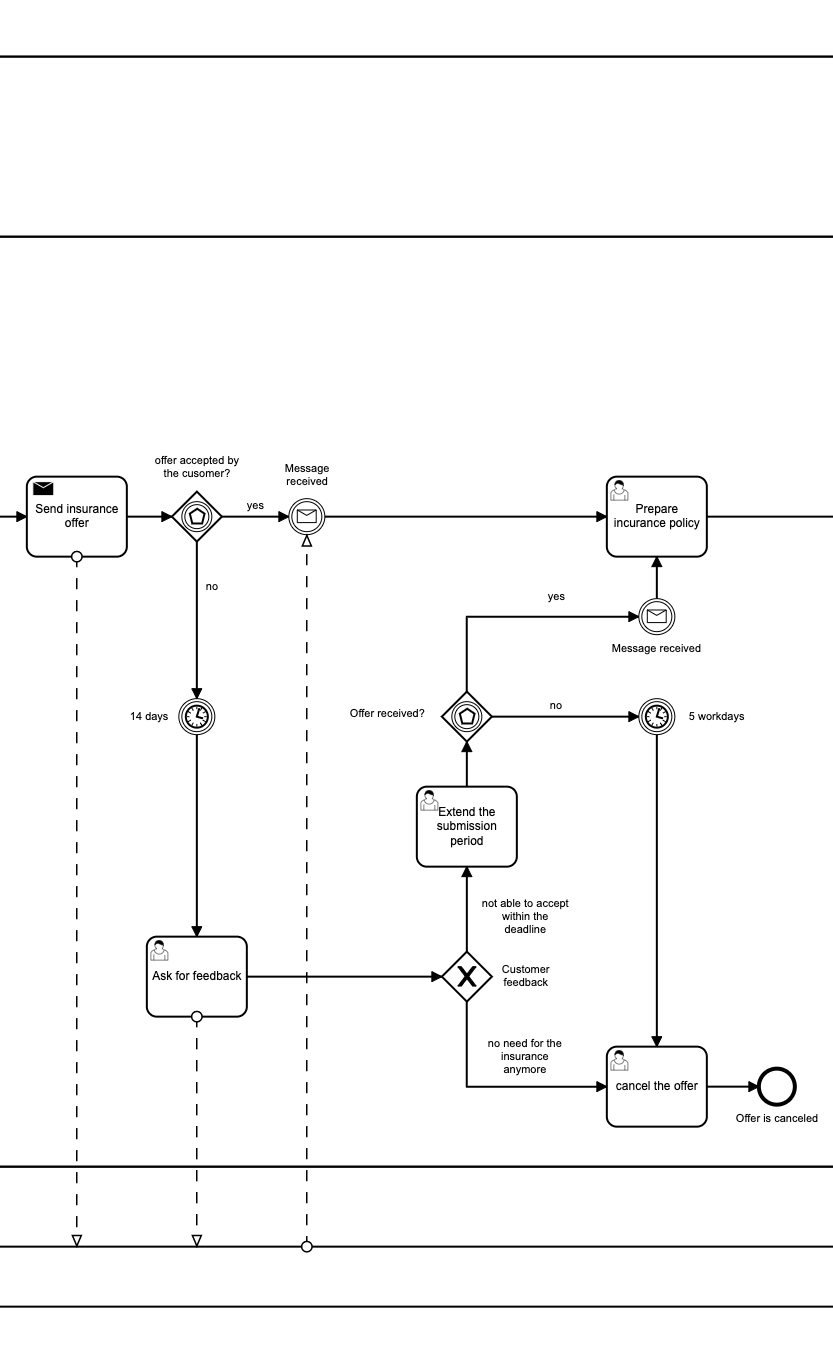 offer accepted by
the cusomer?
Message
received
Send insurance
offer
yes
Prepare
incurance policy
no
yes
Message received
14 days
Offer received?
no
5 workdays
Extend the
submission
period
not able to accept
within the
deadline
Ask for feedback
Customer
feedback
no need for the
insurance
anymore
cancel the offer
Offer is canceled